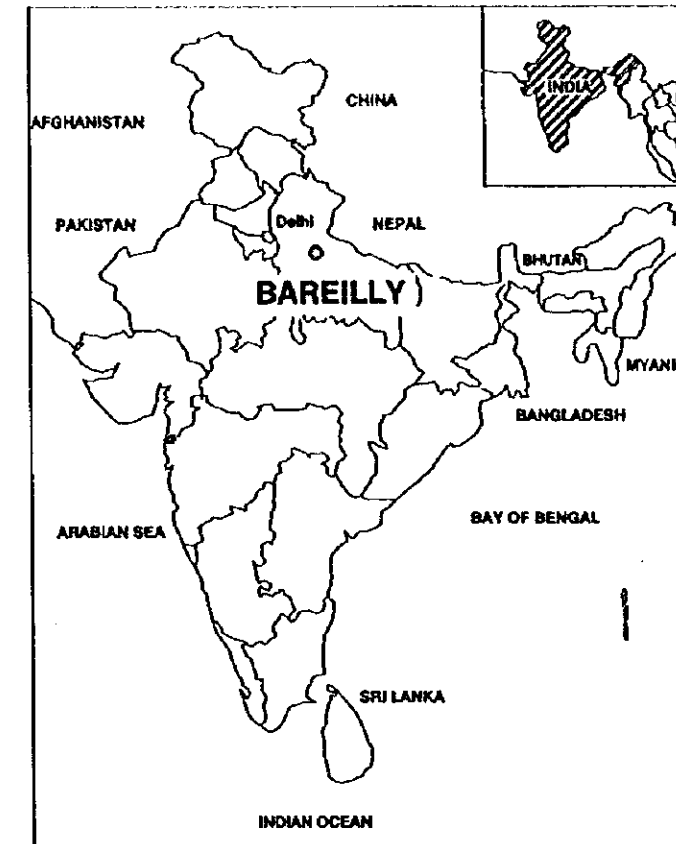 INDIA
CHINA
AFGHANISTAN
PAKISTAN
Delhi
NEPAL
BHUTAN
BAREILLY )
MYANI
BANGLADESH
ARABIAN SEA
BAY OF BENGAL
SRI LANKA
INDIAN OCEAN